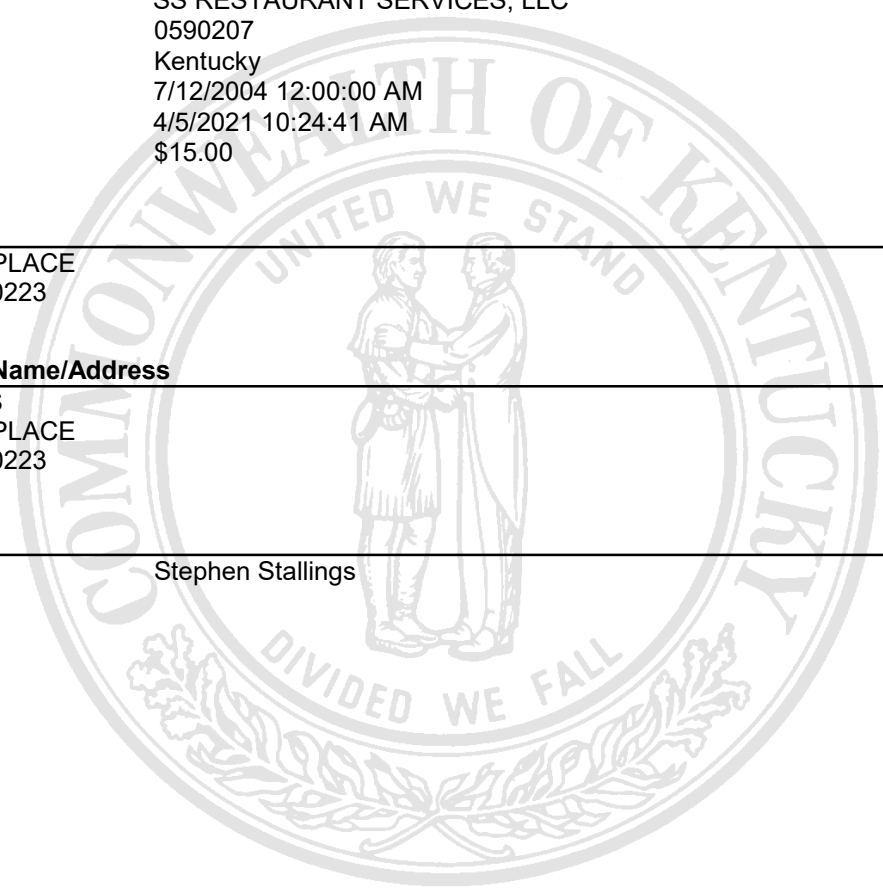 SS RESTAURANT SERVICES, LLC
0590207
Kentucky
7/12/2004 12:00:00 AM
4/5/2021 10:24:41 AM
$15.00
PLACE
0223
Name/Address
S
PLACE
0223
Stephen Stallings
COMMONWEALTH OF KENTUCKY
UNITED WE STAND
DIVIDED WE FALL